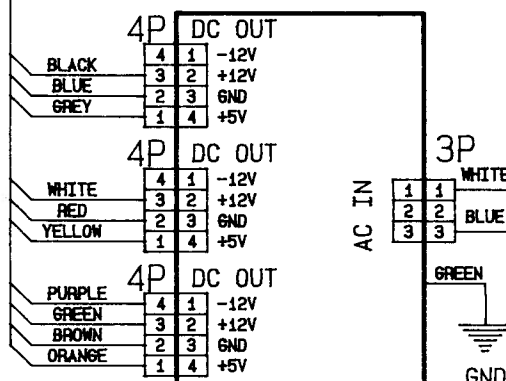 4P DC OUT
4 1 -12V
BLACK 3 2 +12V
BLUE 2 3 GND
GREY 1 4 +5V
4P DC OUT
4 1 -12V
WHITE 3 2 +12V
RED 2 3 GND
YELLOW 1 4 +5V
4P DC OUT
PURPLE 4 1 -12V
GREEN 3 2 +12V
BROWN 2 3 GND
ORANGE 1 4 +5V
AC IN
3P
1 1 WHITE
2 2
3 3 BLUE
GREEN
GND